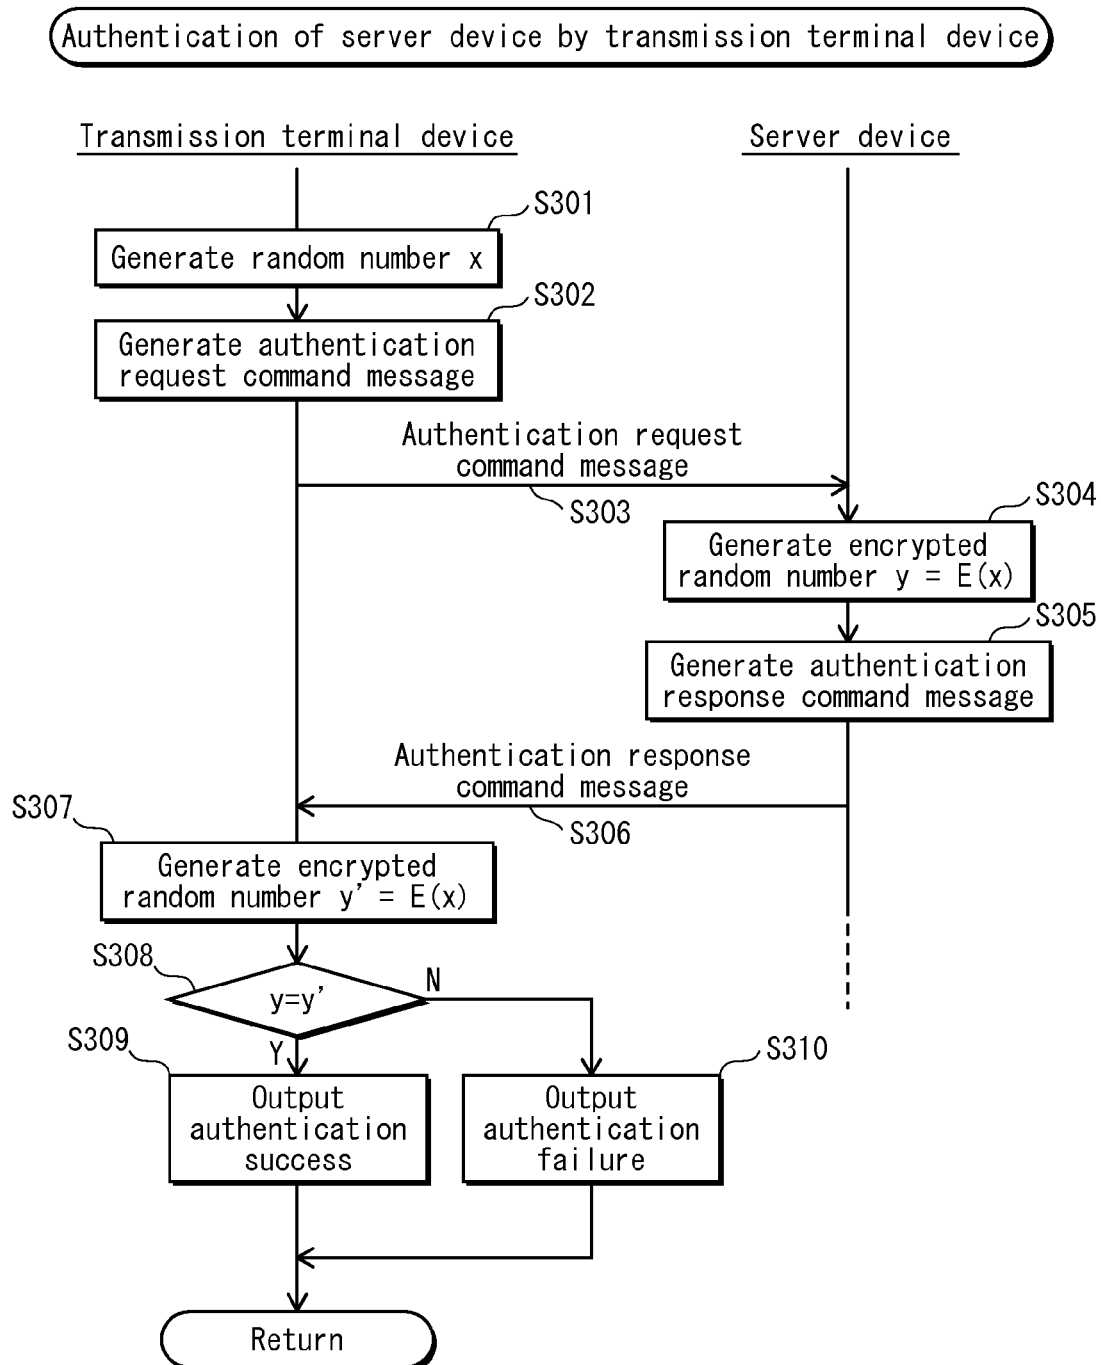 Authentication of server device by transmission terminal device
Transmission terminal device
Server device
S301
Generate random number x
S302
Generate authentication
request command message
Authentication request
command message
S303
S304
Generate encrypted
random number y = E(x)
S305
Generate authentication
response command message
Authentication response
command message
S306
S307
Generate encrypted
random number y' = E(x)
S308
y=y'
N
Y
S309
Output
authentication
success
S310
Output
authentication
failure
Return